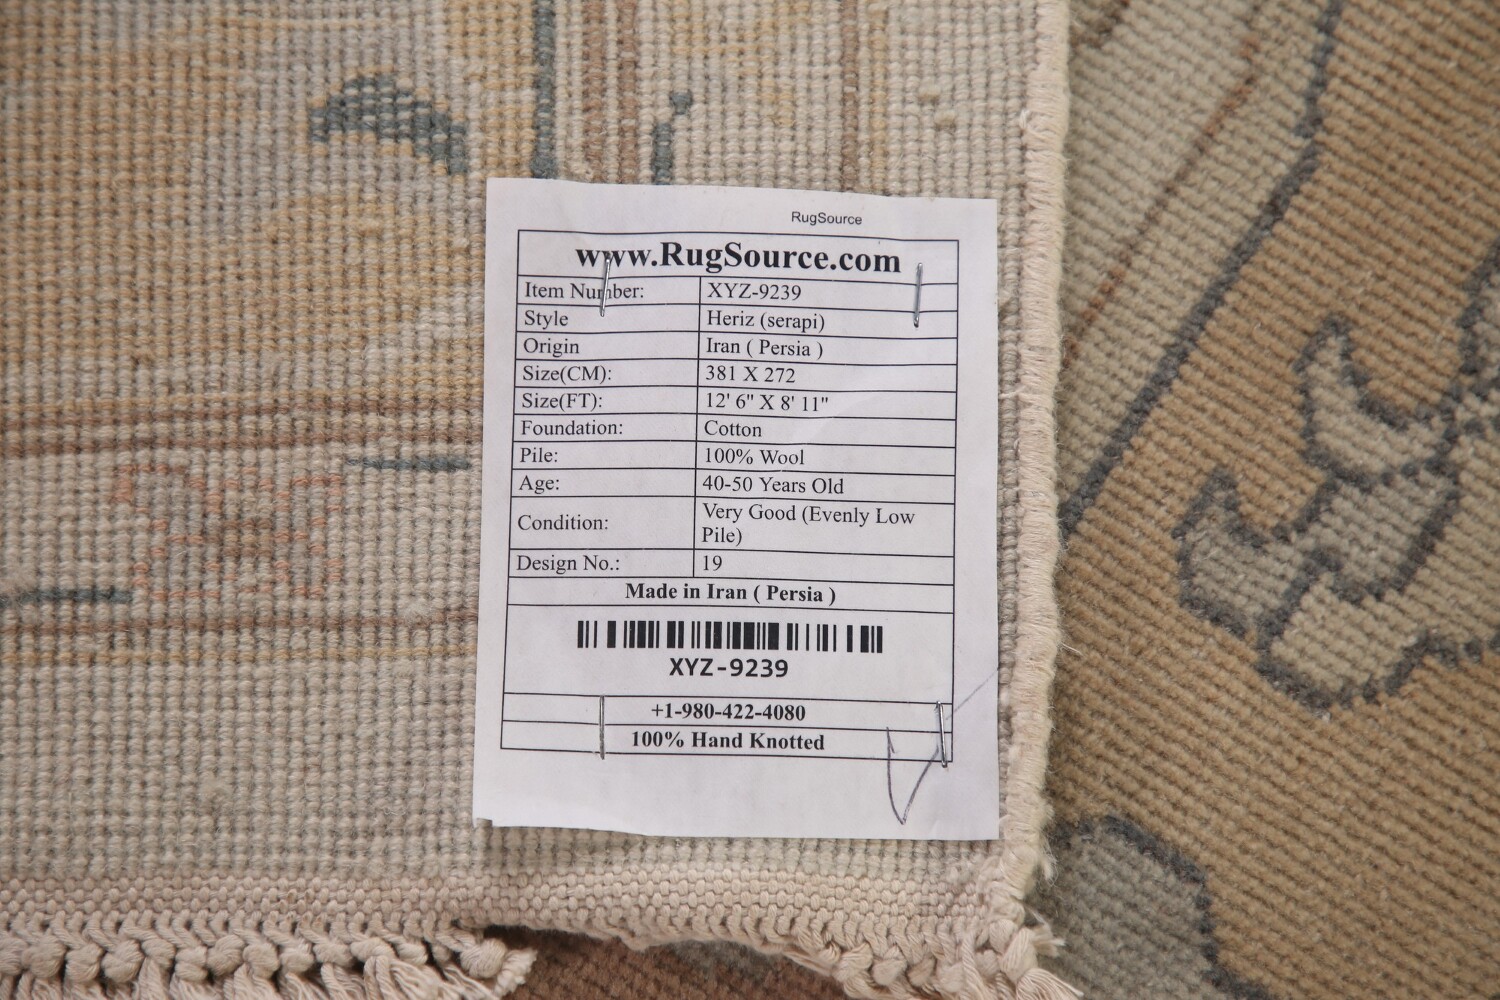 RugSource
www.RugSource.com
Item Number: XYZ-9239
Style Heriz (serapi)
Origin Iran ( Persia )
Size(CM): 381 X 272
Size(FT): 12' 6" X 8' 11"
Foundation: Cotton
Pile: 100% Wool
Age: 40-50 Years Old
Condition: Very Good (Evenly Low
Pile)
Design No.: 19
Made in Iran ( Persia )
XYZ-9239
+1-980-422-4080
100% Hand Knotted